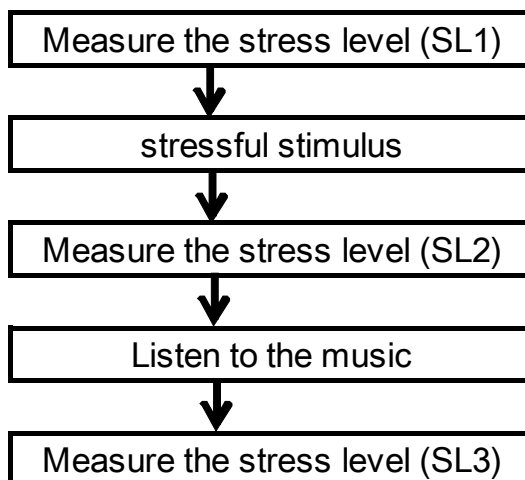 Measure the stress level (SL1)
stressful stimulus
Measure the stress level (SL2)
Listen to the music
Measure the stress level (SL3)